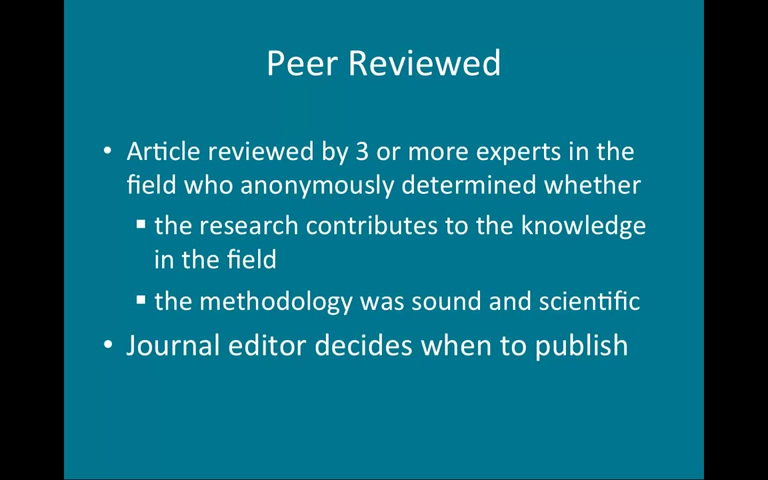 Peer Reviewed
• Article reviewed by 3 or more experts in the
field who anonymously determined whether
▪ the research contributes to the knowledge
in the field
▪ the methodology was sound and scientific
• Journal editor decides when to publish